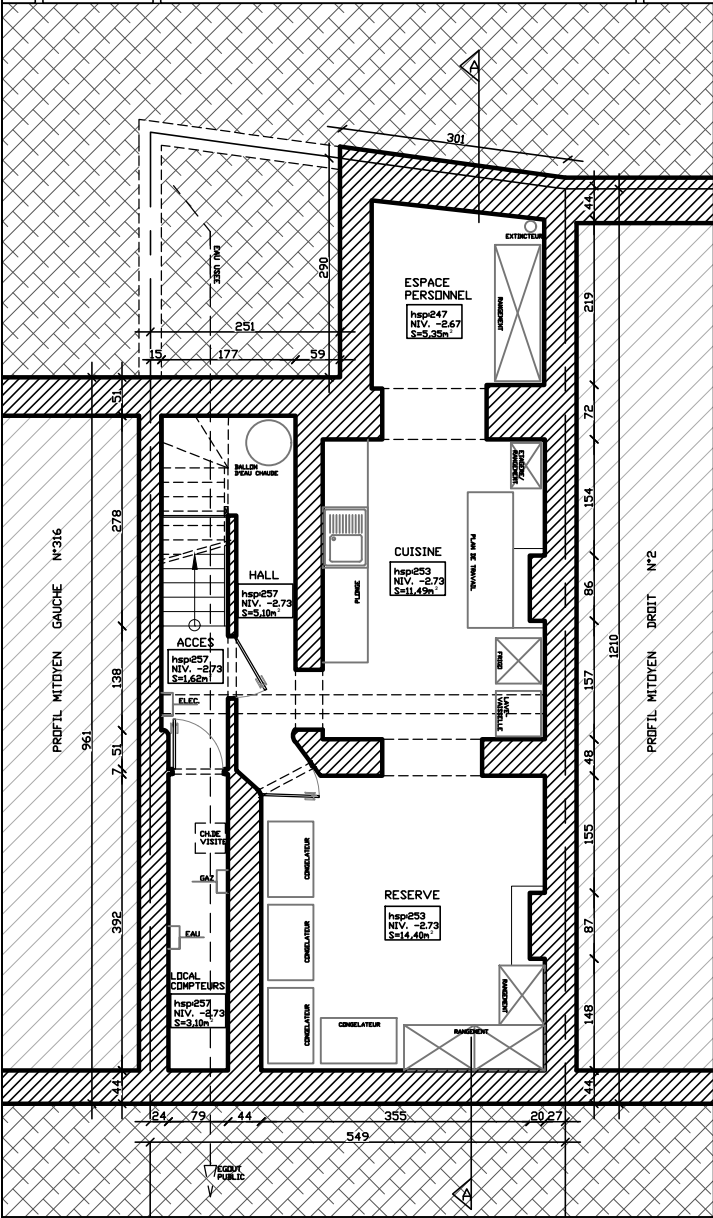 A
301
44
EXTINCTEUR
EAU USEE
290
ESPACE
PERSONNEL
hsp:247
NIV. -2.67
S=5,35m²
RANGEMENT
219
251
15
177
59
51
72
BALLON
D'EAU CHAUDE
ETAGERE/
RANGEMENT
154
278
PROFIL MITOYEN GAUCHE N°316
CUISINE
hsp:253
NIV. -2.73
S=11,49m²
PLAN DE TRAVAIL
PLONGE
HALL
hsp:257
NIV. -2.73
S=5,10m²
86
1210
PROFIL MITOYEN DROIT N°2
ACCES
hsp:257
NIV. -2.73
S=1,62m²
138
FROID
157
ELEC.
LAVE-
VAISSELLE
961
51
7
48
CH.DE
VISITE
CONGELATEUR
155
GAZ
RESERVE
hsp:253
NIV. -2.73
S=14,40m²
392
EAU
CONGELATEUR
87
LOCAL
COMPTEURS
hsp:257
NIV. -2.73
S=3,10m²
RANGEMENT
CONGELATEUR
CONGELATEUR
RANGEMENT
148
44
44
24
79
44
355
20
27
549
EGOUT
PUBLIC
A